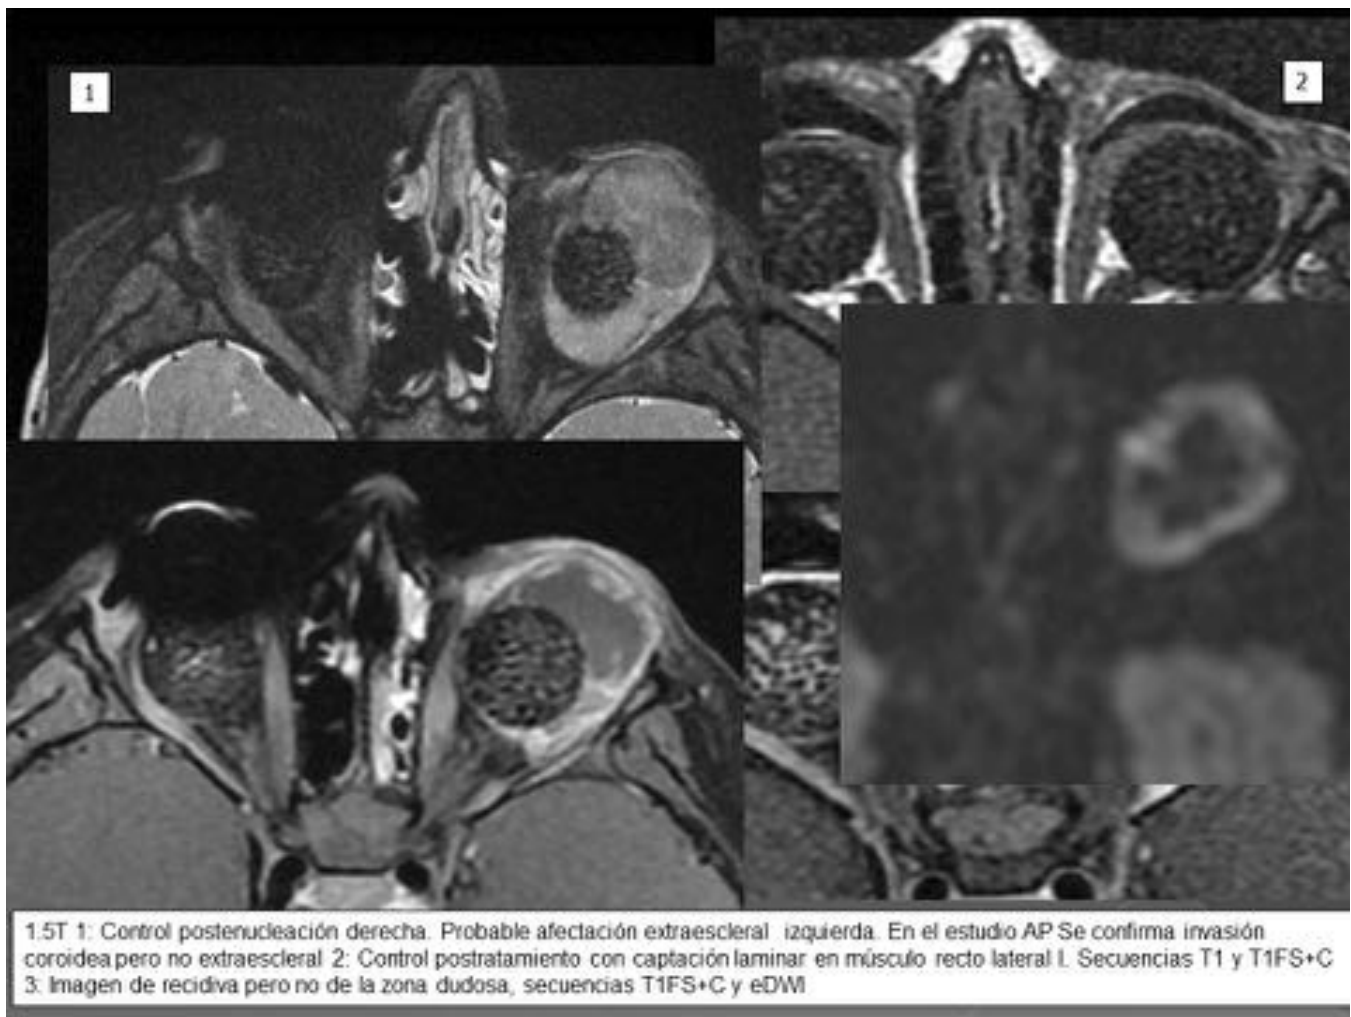 1
2
1.5T 1: Control postenucleación derecha. Probable afectación extraescleral izquierda. En el estudio AP Se confirma invasión
coroidea pero no extraescleral 2: Control postratamiento con captación laminar en músculo recto lateral I. Secuencias T1 y T1FS+C
3: Imagen de recidiva pero no de la zona dudosa, secuencias T1FS+C y eDWI